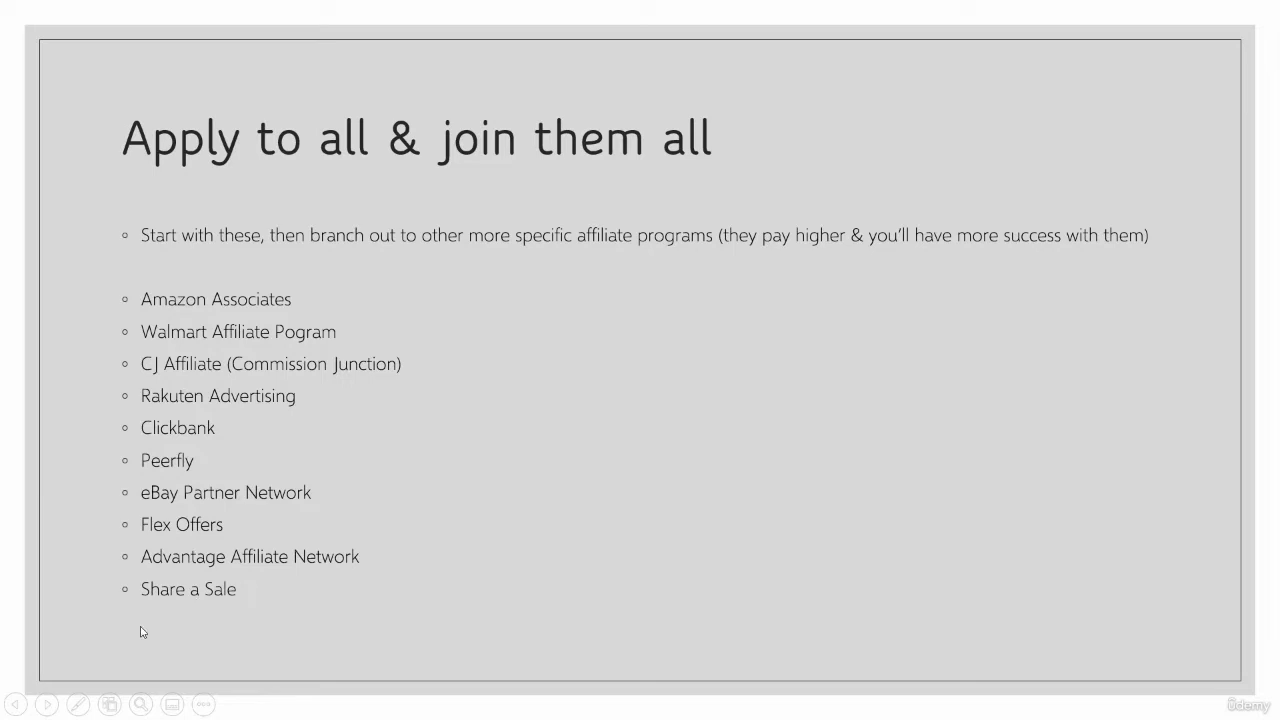 Apply to all & join them all
Start with these, then branch out to other more specific affiliate programs (they pay higher & you'll have more success with them)
Amazon Associates
Walmart Affiliate Pogram
CJ Affiliate (Commission Junction)
Rakuten Advertising
Clickbank
Peerfly
eBay Partner Network
Flex Offers
Advantage Affiliate Network
Share a Sale
Udemy